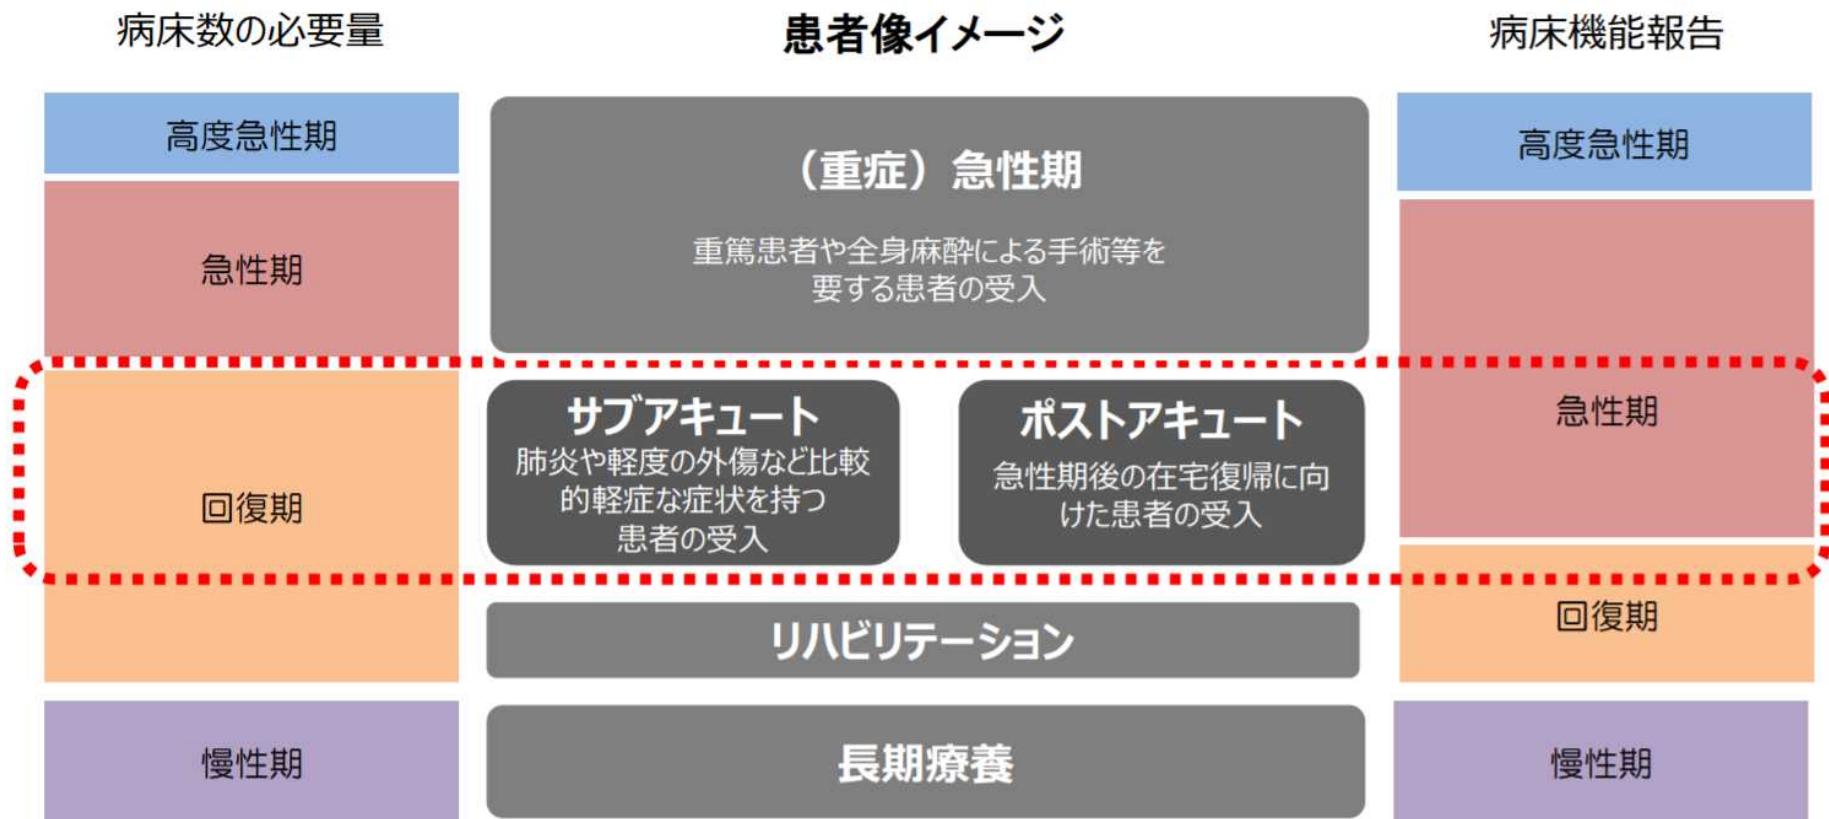 病床数の必要量
患者像イメージ
病床機能報告
高度急性期
急性期
回復期
慢性期
（重症）急性期
重篤患者や全身麻酔による手術等を
要する患者の受入
サブアキュート
肺炎や軽度の外傷など比較
的軽症な症状を持つ
患者の受入
ポストアキュート
急性期後の在宅復帰に向
けた患者の受入
リハビリテーション
長期療養
高度急性期
急性期
回復期
慢性期